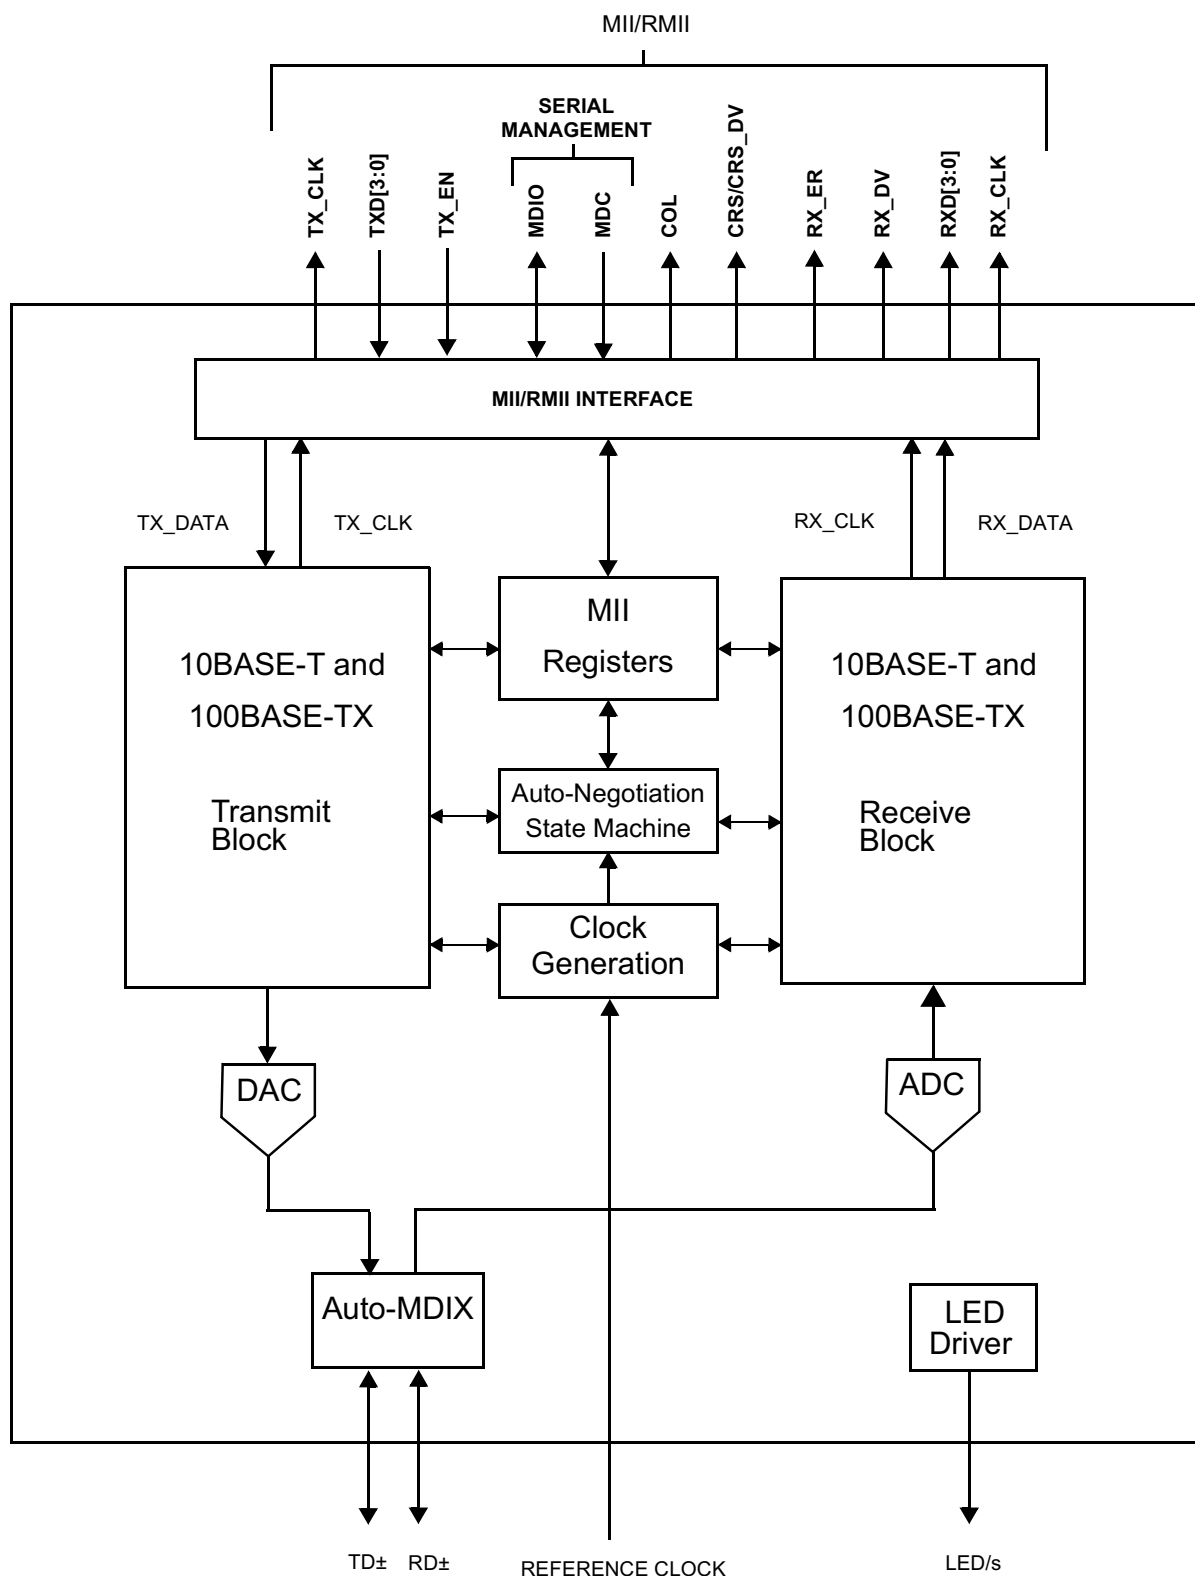 MII/RMII
SERIAL
MANAGEMENT
TX_CLK
TXD[3:0]
TX_EN
MDIO
MDC
COL
CRS/CRS_DV
RX_ER
RX_DV
RXD[3:0]
RX_CLK
MII/RMII INTERFACE
TX_DATA
TX_CLK
RX_CLK
RX_DATA
10BASE-T and
100BASE-TX
Transmit
Block
MII
Registers
Auto-Negotiation
State Machine
Clock
Generation
10BASE-T and
100BASE-TX
Receive
Block
DAC
ADC
Auto-MDIX
LED
Driver
TD±
RD±
REFERENCE CLOCK
LED/s